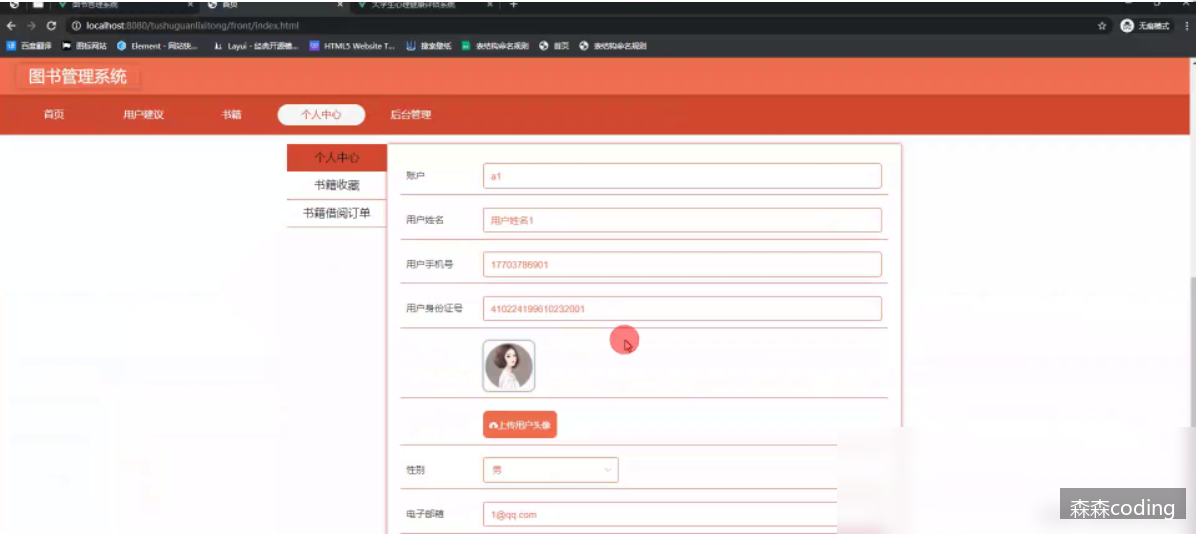 图书管理系统 首页 大学生心理健康评估系统
localhost:8080/tushuguanlixitong/front/index.html 无痕模式
百度翻译 图标网站 Element - 网站快... Layui - 经典开源模... HTML5 Website T... 搜索壁纸 表结构命名规则 首页 表结构命名规则
图书管理系统
首页 用户建议 书籍 个人中心 后台管理
个人中心
书籍收藏
书籍借阅订单
账户 a1
用户姓名 用户姓名1
用户手机号 17703786901
用户身份证号 410224199610232001
上传用户头像
性别 男
电子邮箱 1@qq.com
森森coding